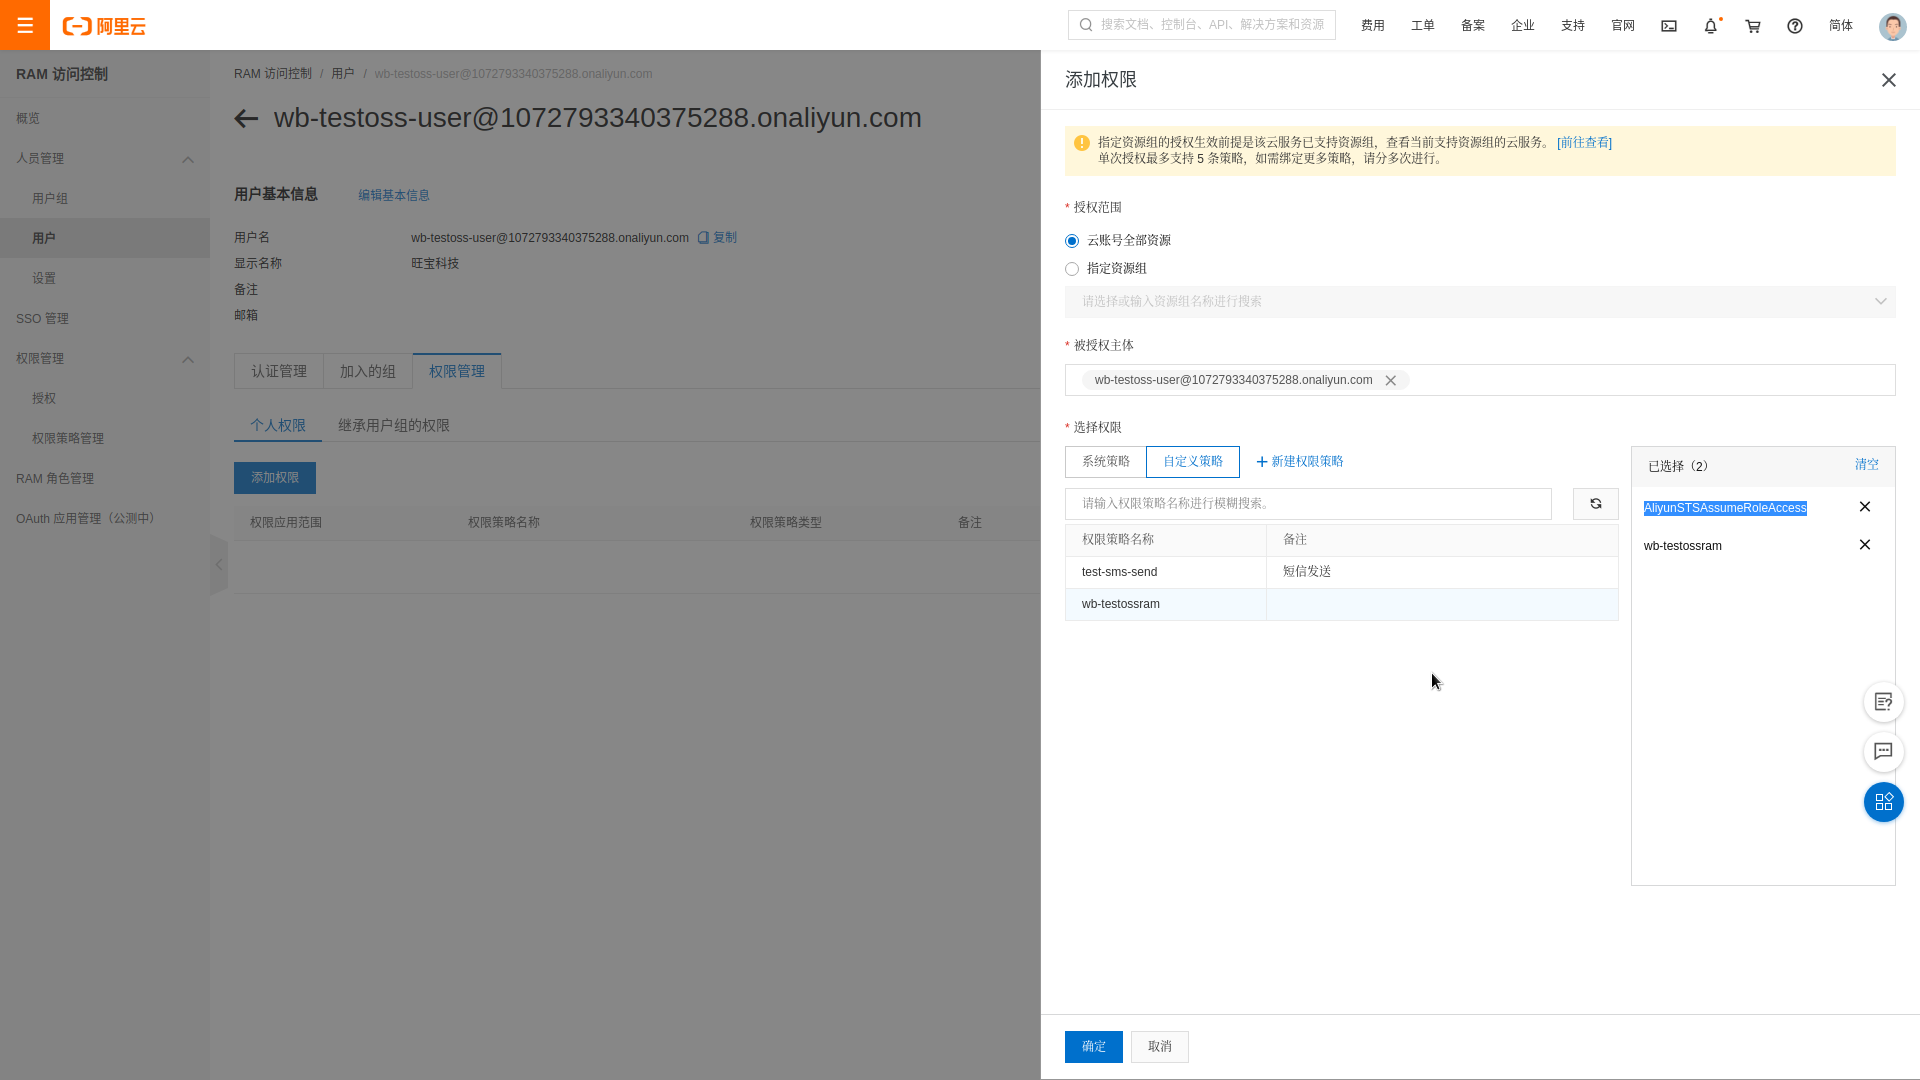 阿里云
搜索文档、控制台、API、解决方案和资源
费用
工单
备案
企业
支持
官网
简体
RAM 访问控制
概览
人员管理
用户组
用户
设置
SSO 管理
权限管理
授权
权限策略管理
RAM 角色管理
OAuth 应用管理（公测中）
RAM 访问控制 / 用户 / wb-testoss-user@1072793340375288.onaliyun.com
wb-testoss-user@1072793340375288.onaliyun.com
用户基本信息 编辑基本信息
用户名 wb-testoss-user@1072793340375288.onaliyun.com 复制
显示名称 旺宝科技
备注
邮箱
认证管理 加入的组 权限管理
个人权限 继承用户组的权限
添加权限
权限应用范围 权限策略名称 权限策略类型 备注
添加权限
指定资源组的授权生效前提是该云服务已支持资源组，查看当前支持资源组的云服务。 [前往查看]
单次授权最多支持 5 条策略，如需绑定更多策略，请分多次进行。
* 授权范围
云账号全部资源
指定资源组
请选择或输入资源组名称进行搜索
* 被授权主体
wb-testoss-user@1072793340375288.onaliyun.com
* 选择权限
系统策略 自定义策略 新建权限策略
请输入权限策略名称进行模糊搜索。
权限策略名称 备注
test-sms-send 短信发送
wb-testossram
已选择（2） 清空
AliyunSTSAssumeRoleAccess
wb-testossram
确定 取消